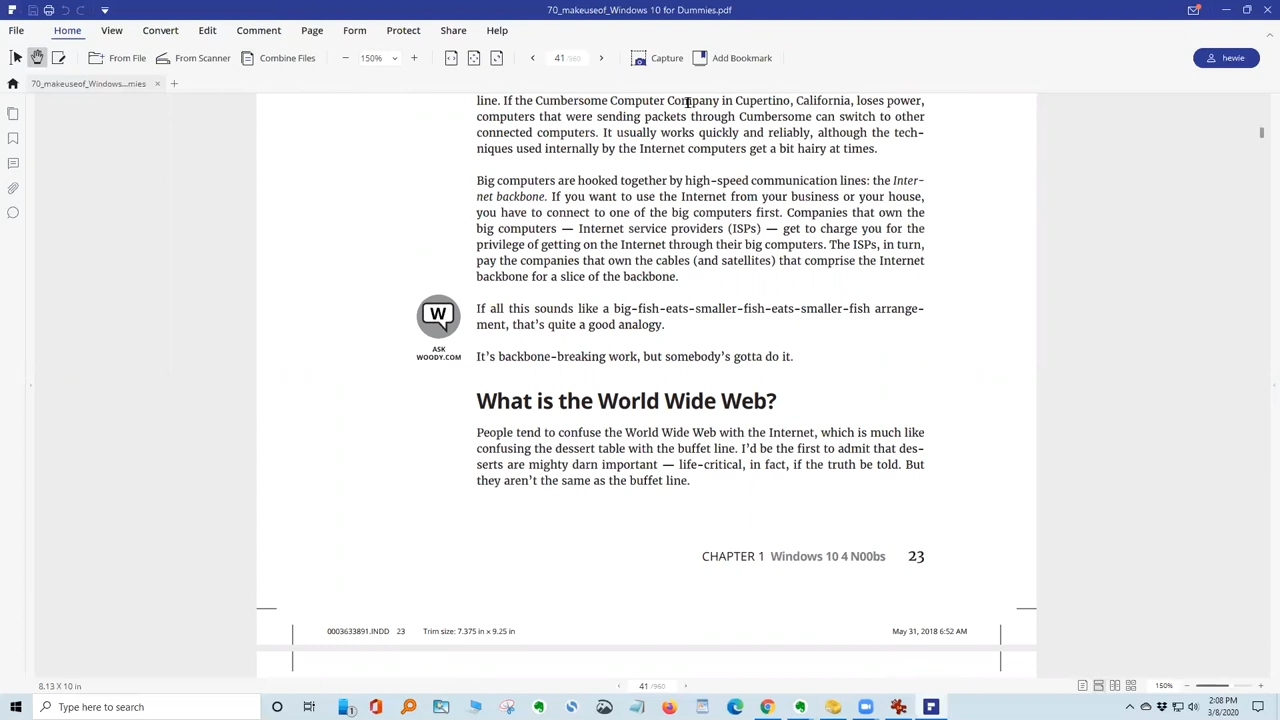 70_makeuseof_Windows 10 for Dummies.pdf
File Home View Convert Edit Comment Page Form Protect Share Help
From File From Scanner Combine Files 150% 41 /960 Capture Add Bookmark hewie
70_makeuseof_Windows...mies
line. If the Cumbersome Computer Company in Cupertino, California, loses power,
computers that were sending packets through Cumbersome can switch to other
connected computers. It usually works quickly and reliably, although the tech-
niques used internally by the Internet computers get a bit hairy at times.
Big computers are hooked together by high-speed communication lines: the Inter-
net backbone. If you want to use the Internet from your business or your house,
you have to connect to one of the big computers first. Companies that own the
big computers — Internet service providers (ISPs) — get to charge you for the
privilege of getting on the Internet through their big computers. The ISPs, in turn,
pay the companies that own the cables (and satellites) that comprise the Internet
backbone for a slice of the backbone.
W
ASK
WOODY.COM
If all this sounds like a big-fish-eats-smaller-fish-eats-smaller-fish arrange-
ment, that's quite a good analogy.
It's backbone-breaking work, but somebody's gotta do it.
What is the World Wide Web?
People tend to confuse the World Wide Web with the Internet, which is much like
confusing the dessert table with the buffet line. I'd be the first to admit that des-
serts are mighty darn important — life-critical, in fact, if the truth be told. But
they aren't the same as the buffet line.
CHAPTER 1 Windows 10 4 N00bs 23
0003633891.INDD 23 Trim size: 7.375 in × 9.25 in May 31, 2018 6:52 AM
8.13 X 10 in 41 /960 150%
Type here to search
2:08 PM
3/8/2020